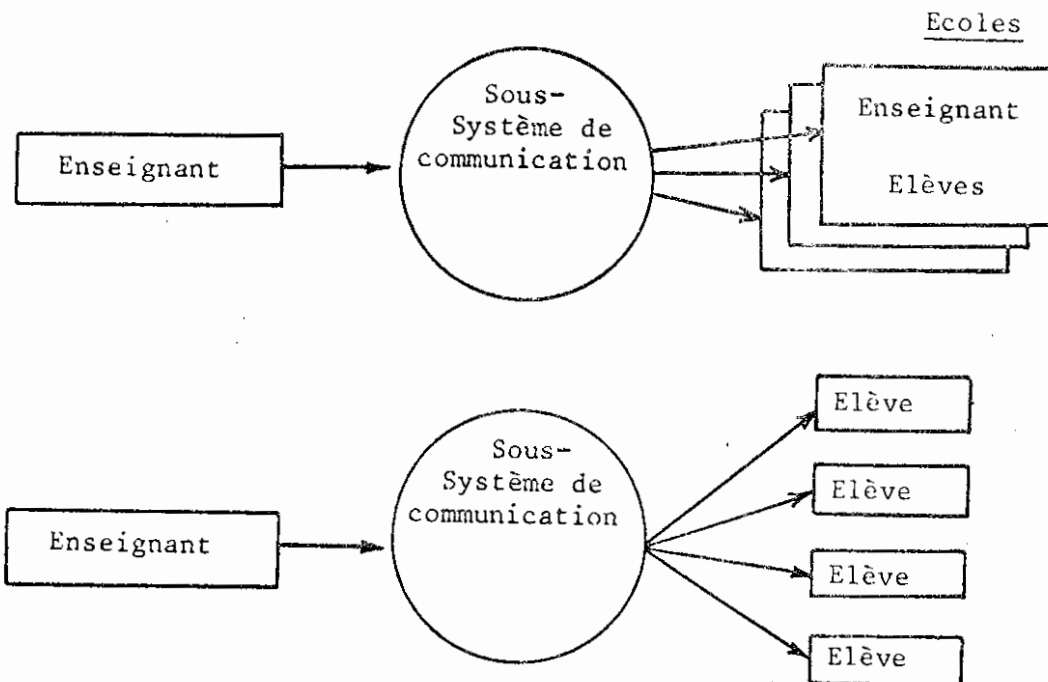 Ecoles
Enseignant
Sous-
Système de
communication
Enseignant
Elèves
Enseignant
Sous-
Système de
communication
Elève
Elève
Elève
Elève